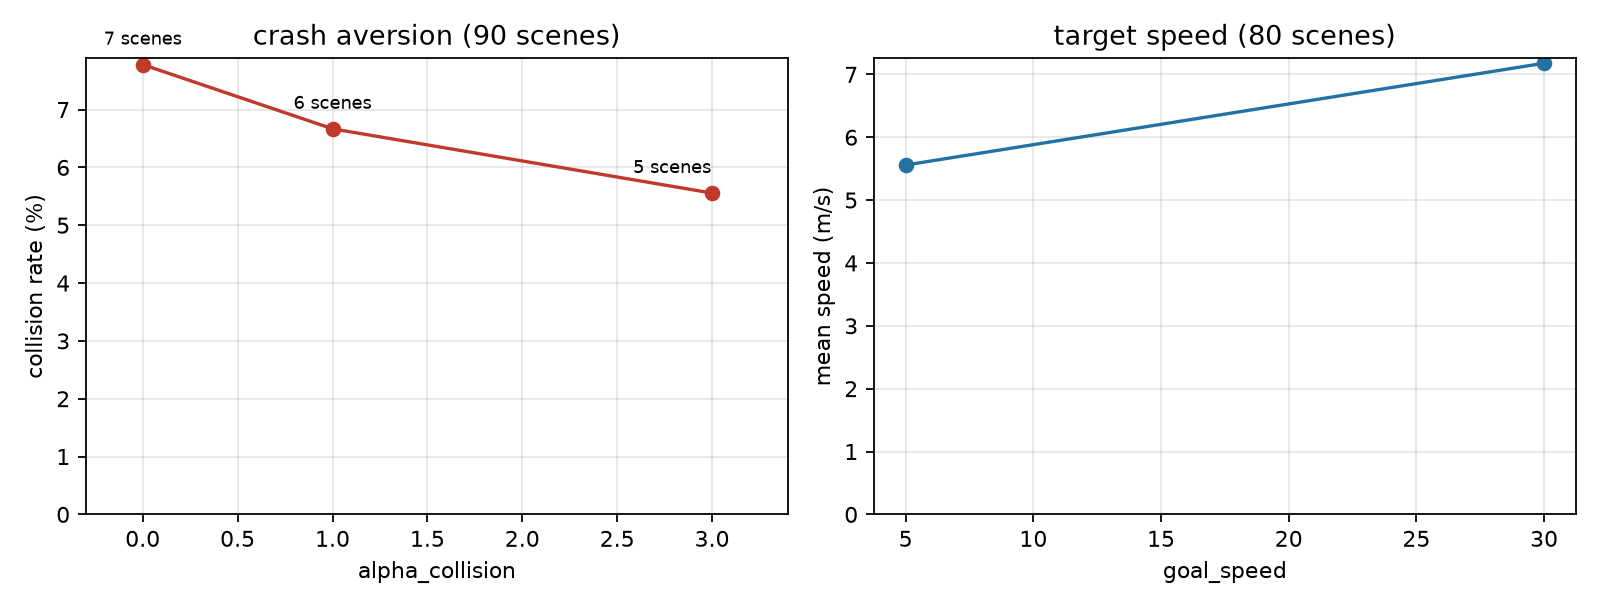 crash aversion (90 scenes)
7 scenes
6 scenes
5 scenes
collision rate (%)
7
6
5
4
3
2
1
0
0.0 0.5 1.0 1.5 2.0 2.5 3.0
alpha_collision
target speed (80 scenes)
mean speed (m/s)
7
6
5
4
3
2
1
0
5 10 15 20 25 30
goal_speed